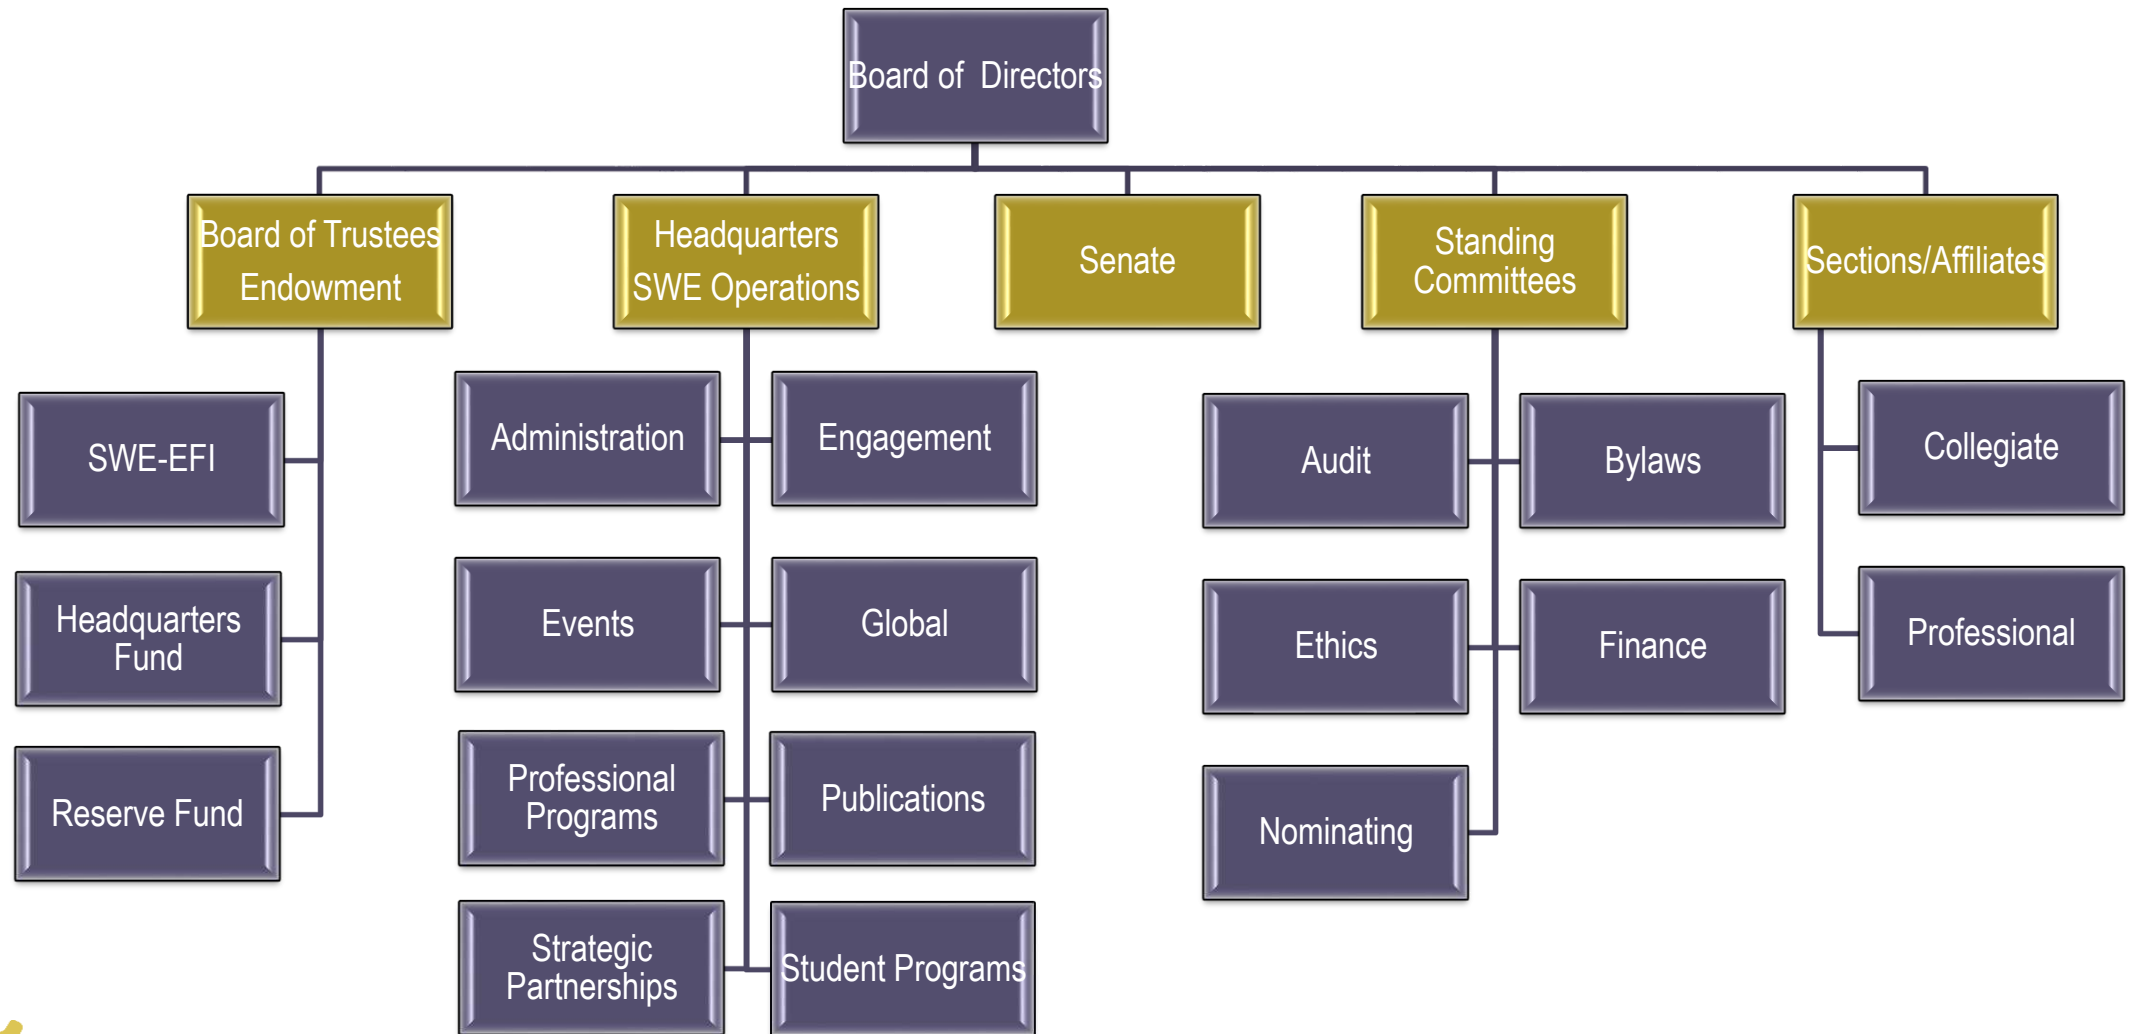 Board of  Directors
Board of Trustees
Endowment
Headquarters
SWE Operations
Senate
Standing
Committees
Sections/Affiliates
SWE-EFI
Headquarters
Fund
Reserve Fund
Administration
Engagement
Events
Global
Professional
Programs
Publications
Strategic
Partnerships
Student Programs
Audit
Bylaws
Ethics
Finance
Nominating
Collegiate
Professional